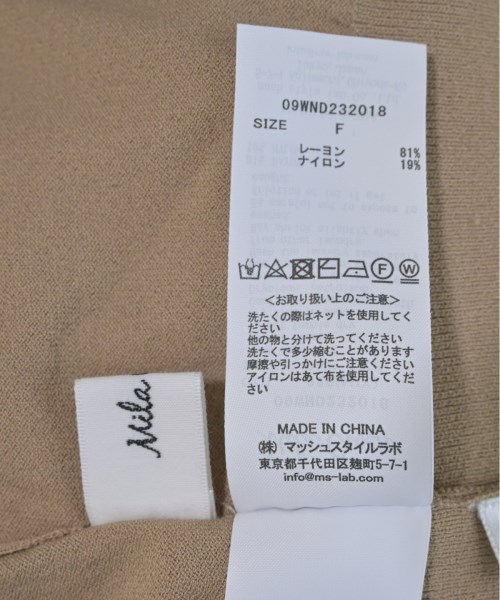 09WND232018
SIZE F
レーヨン 81%
ナイロン 19%
F W
<お取り扱い上のご注意>
洗たくの際はネットを使用してく
ださい
他の物と分けて洗ってください
洗たくで多少縮むことがあります
摩擦や引っかけにご注意ください
アイロンはあて布を使用してくだ
さい
MADE IN CHINA
(株) マッシュスタイルラボ
東京都千代田区麹町5-7-1
info@ms-lab.com
Mila